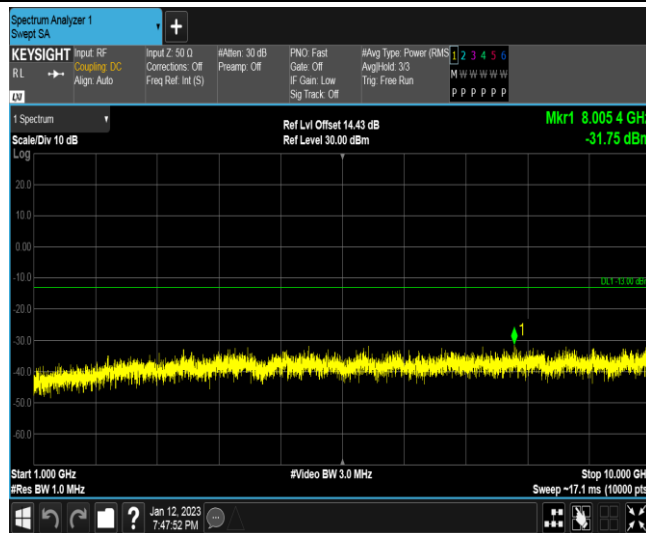 Spectrum Analyzer 1
Swept SA
+
KEYSIGHT
RL
LXI
Input: RF
Coupling: DC
Align: Auto
Input Z: 50 Ω
Corrections: Off
Freq Ref: Int (S)
#Atten: 30 dB
Preamp: Off
PNO: Fast
Gate: Off
IF Gain: Low
Sig Track: Off
#Avg Type: Power (RMS
Avg|Hold: 3/3
Trig: Free Run
1 2 3 4 5 6
M W W W W W
P P P P P P
1 Spectrum
Scale/Div 10 dB
Log
Ref Lvl Offset 14.43 dB
Ref Level 30.00 dBm
Mkr1 8.005 4 GHz
-31.75 dBm
20.0
10.0
0.00
-10.0
DL1 -13.00 dBm
-20.0
-30.0
1
-40.0
-50.0
-60.0
Start 1.000 GHz
#Res BW 1.0 MHz
#Video BW 3.0 MHz
Stop 10.000 GHz
Sweep ~17.1 ms (10000 pts)
?
Jan 12, 2023
7:47:52 PM